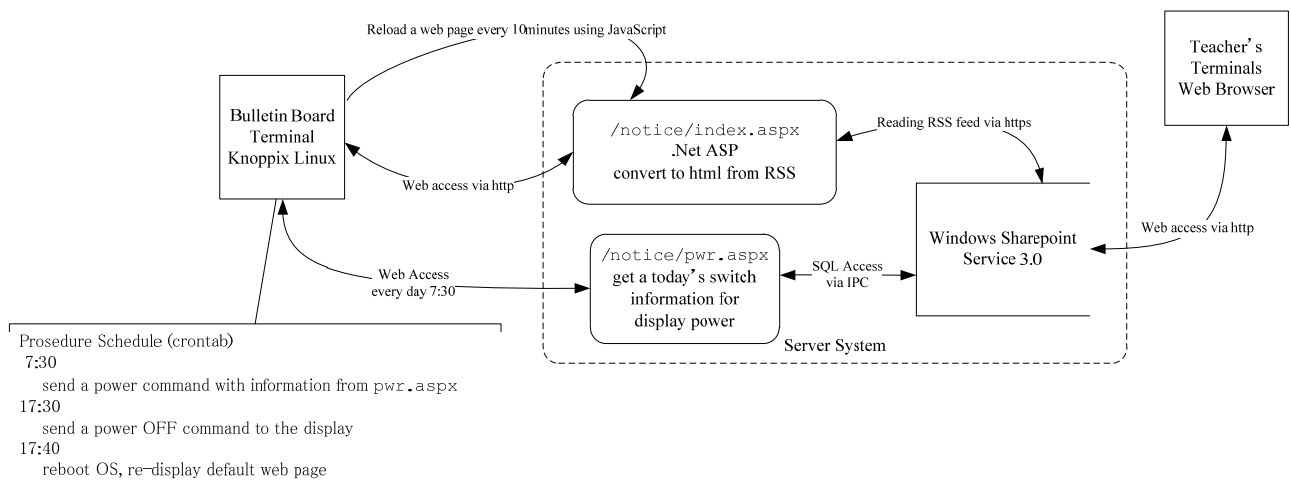 Reload a web page every 10minutes using JavaScript
Bulletin Board
Terminal
Knoppix Linux
Teacher's
Terminals
Web Browser
/notice/index.aspx
.Net ASP
convert to html from RSS
Reading RSS feed via https
Web access via http
Windows Sharepoint
Service 3.0
Web access via http
/notice/pwr.aspx
get a today's switch
information for
display power
SQL Access
via IPC
Web Access
every day 7:30
Server System
Prosedure Schedule (crontab)
7:30
send a power command with information from pwr.aspx
17:30
send a power OFF command to the display
17:40
reboot OS, re-display default web page